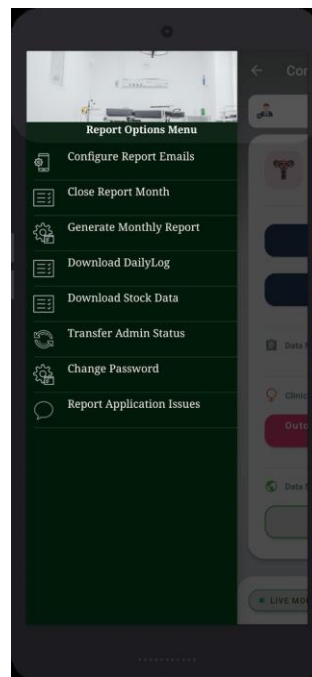 Report Options Menu
Configure Report Emails
Close Report Month
Generate Monthly Report
Download DailyLog
Download Stock Data
Transfer Admin Status
Change Password
Report Application Issues